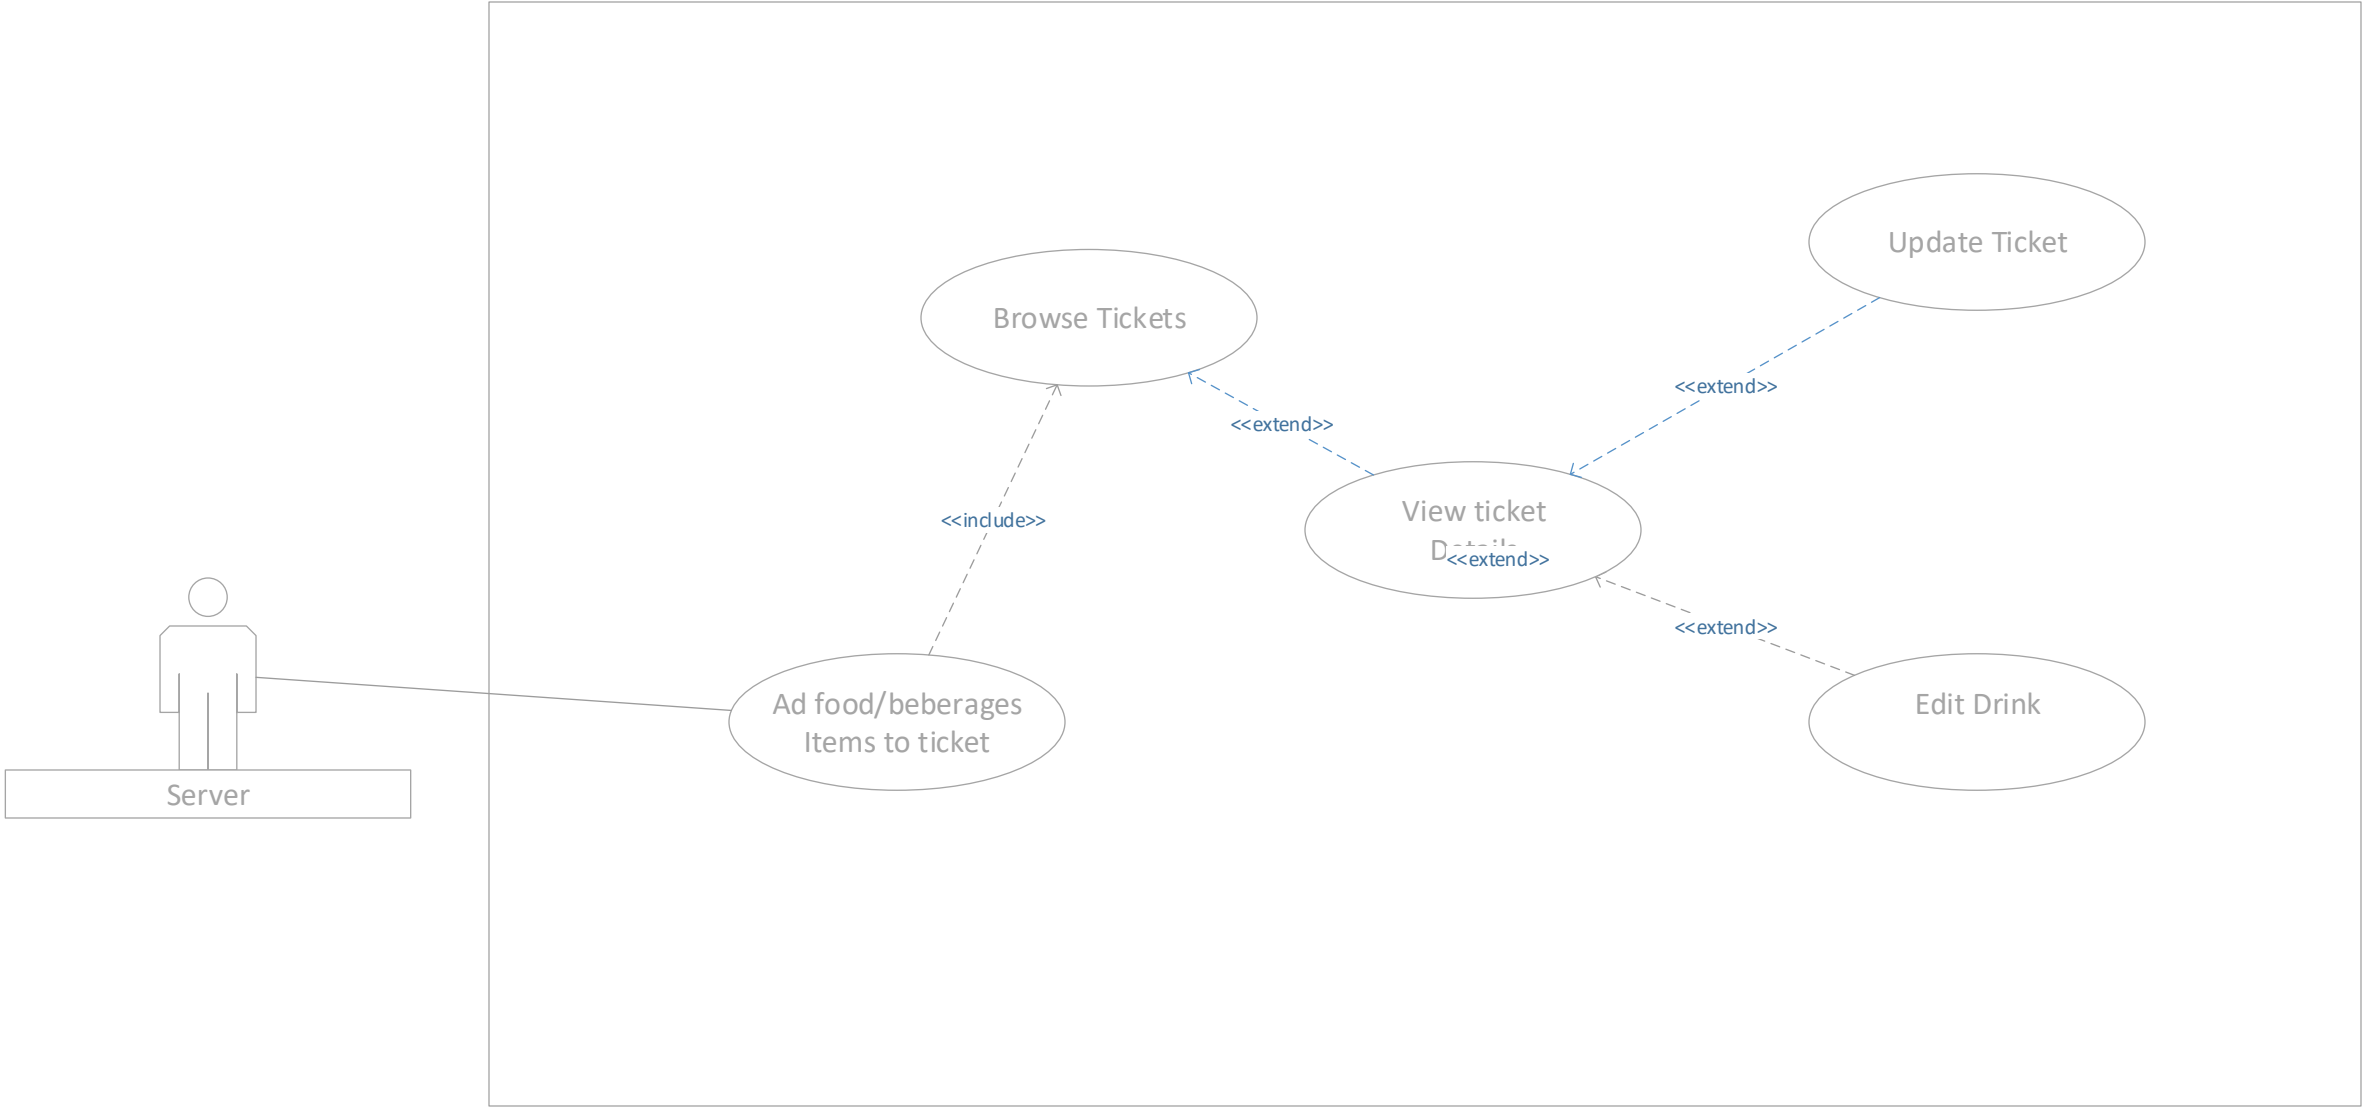 Update Ticket
Browse Tickets
<<extend>>
<<extend>>
View ticket
Details
<<extend>>
<<include>>
<<extend>>
Ad food/beberages
Items to ticket
Edit Drink
Server